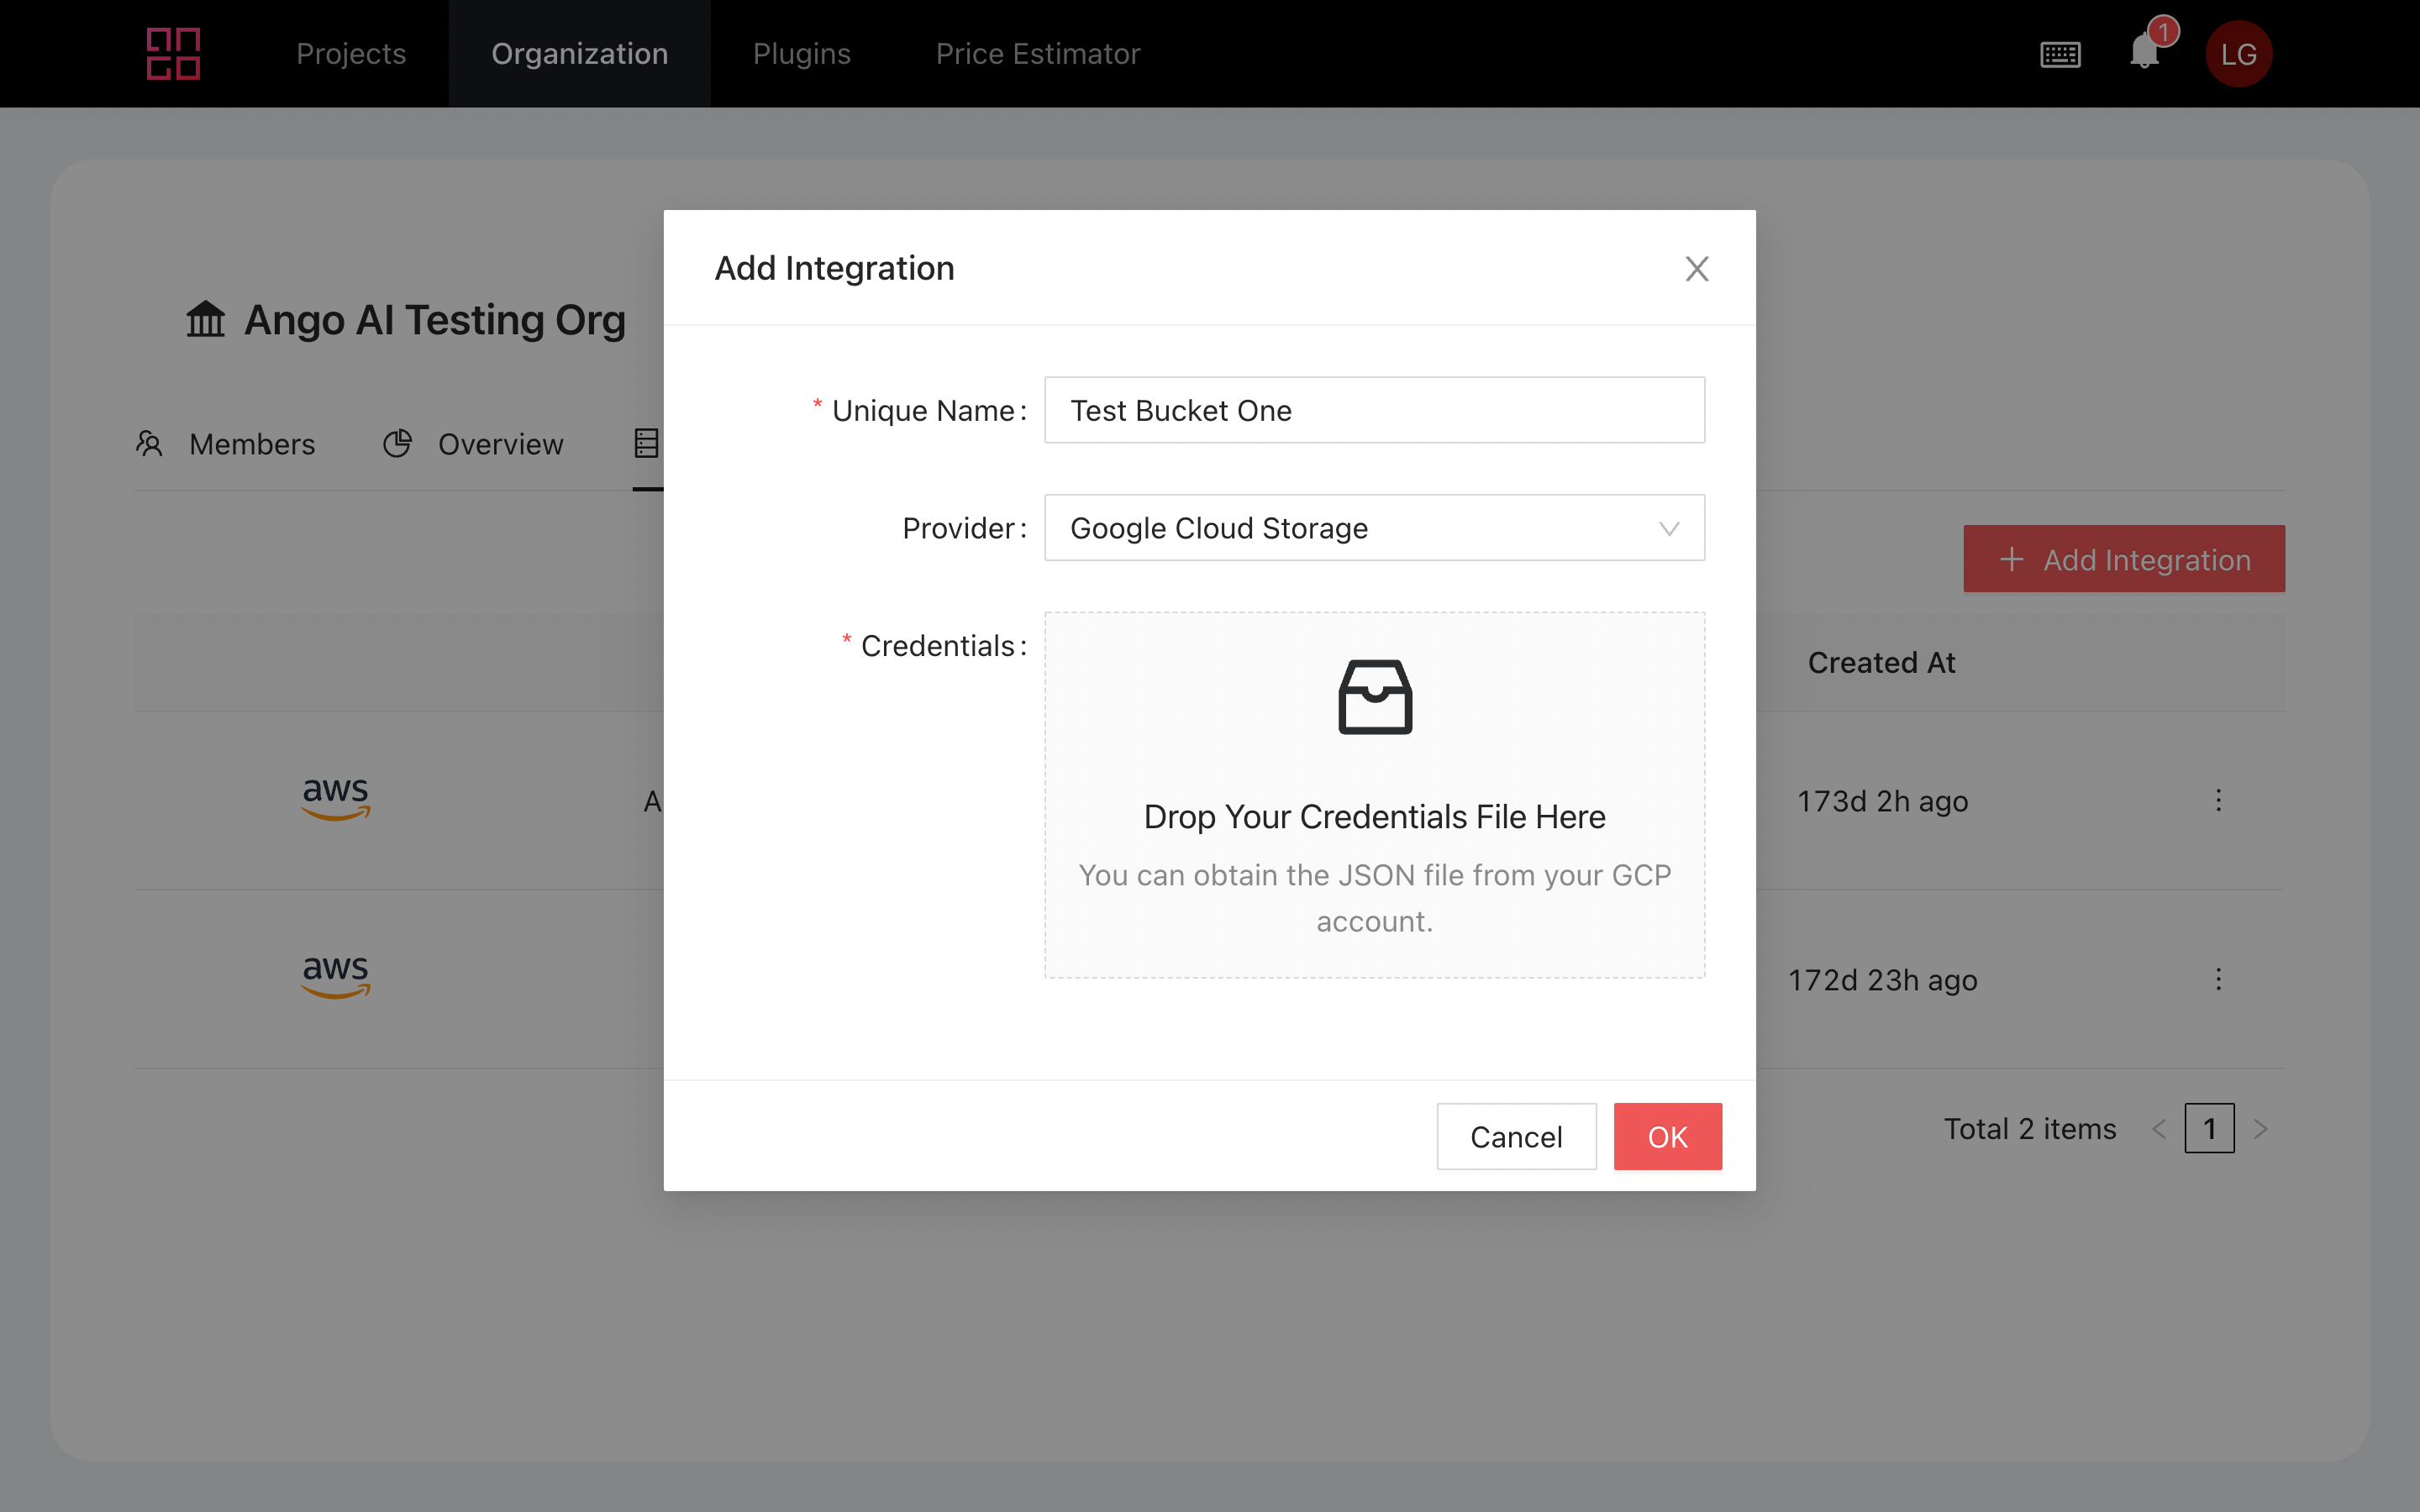 Projects
Organization
Plugins
Price Estimator
1
LG
Ango AI Testing Org
Members
Overview
Add Integration
Unique Name:
Test Bucket One
Provider:
Google Cloud Storage
* Credentials:
Drop Your Credentials File Here
You can obtain the JSON file from your GCP
account.
Cancel
OK
Add Integration
Created At
aws
A
173d 2h ago
aws
172d 23h ago
Total 2 items
1